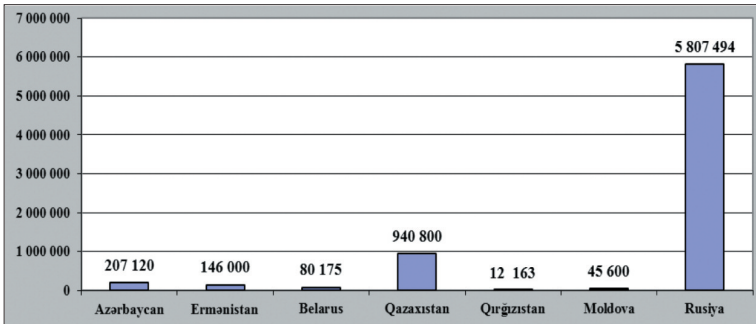 7 000 000
6 000 000
5 000 000
4 000 000
3 000 000
2 000 000
1 000 000
0
207 120
146 000
80 175
940 800
12 163
45 600
5 807 494
Azərbaycan
Ermənistan
Belarus
Qazaxıstan
Qırğızıstan
Moldova
Rusiya